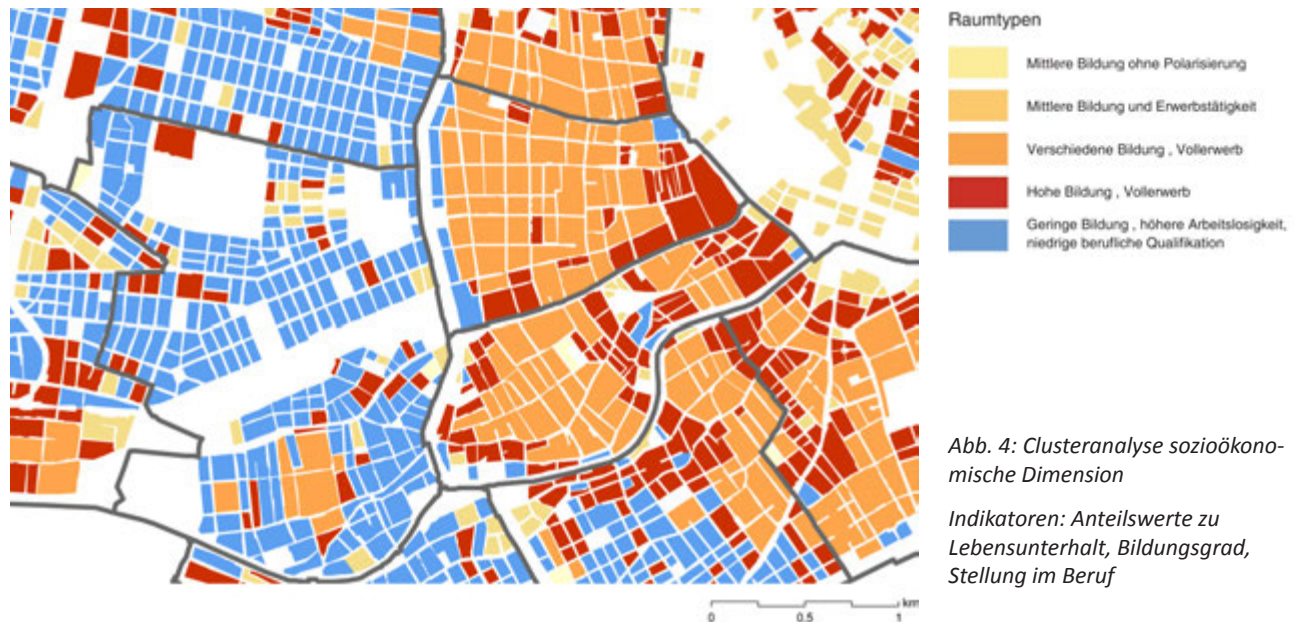 Raumtypen
Mittlere Bildung ohne Polarisierung
Mittlere Bildung und Erwerbstätigkeit
Verschiedene Bildung , Vollerwerb
Hohe Bildung , Vollerwerb
Geringe Bildung , höhere Arbeitslosigkeit,
niedrige berufliche Qualifikation
Abb. 4: Clusteranalyse sozioökono-
mische Dimension
Indikatoren: Anteilswerte zu
Lebensunterhalt, Bildungsgrad,
Stellung im Beruf
km
0 0.5 1